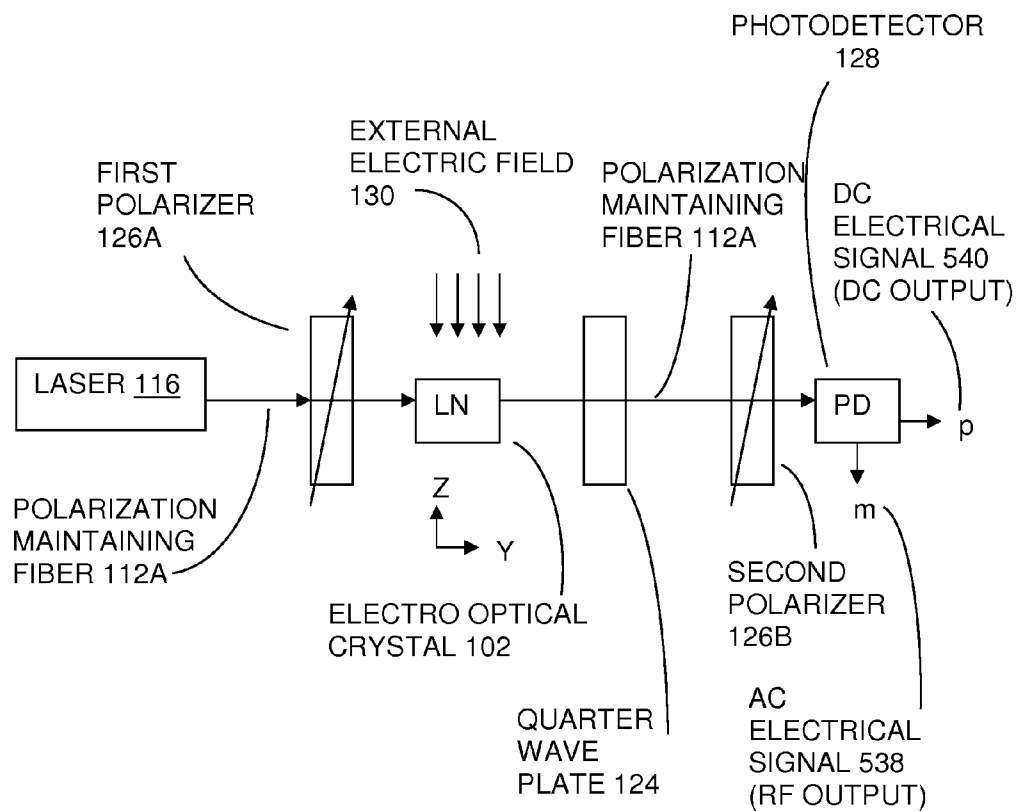 PHOTODETECTOR
128
EXTERNAL
ELECTRIC FIELD
130
FIRST
POLARIZER
126A
POLARIZATION
MAINTAINING
FIBER 112A
DC
ELECTRICAL
SIGNAL 540
(DC OUTPUT)
LASER 116
LN
PD
p
m
Z
Y
POLARIZATION
MAINTAINING
FIBER 112A
ELECTRO OPTICAL
CRYSTAL 102
SECOND
POLARIZER
126B
QUARTER
WAVE
PLATE 124
AC
ELECTRICAL
SIGNAL 538
(RF OUTPUT)